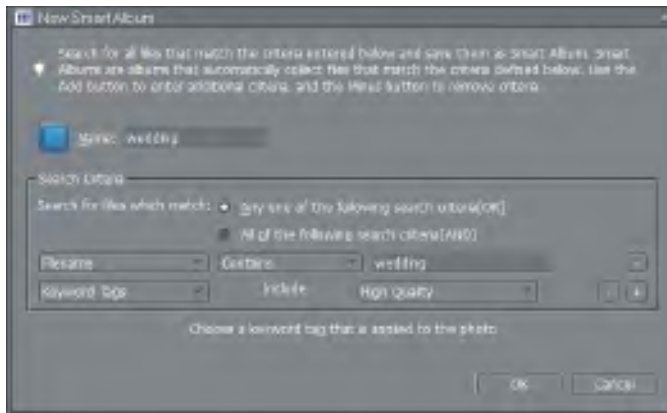 New Smart Album
Search for all files that match the criteria entered below and save them as Smart Album. Smart
Albums are albums that automatically collect files that match the criteria defined below. Use the
Add button to enter additional criteria, and the Minus button to remove criteria.
Name: wedding
Search Criteria
Search for files which match: Any one of the following search criteria[OR]
All of the following search criteria[AND]
Filename Contains wedding -
Keyword Tags Include High Quality - +
Choose a keyword tag that is applied to the photo
OK Cancel